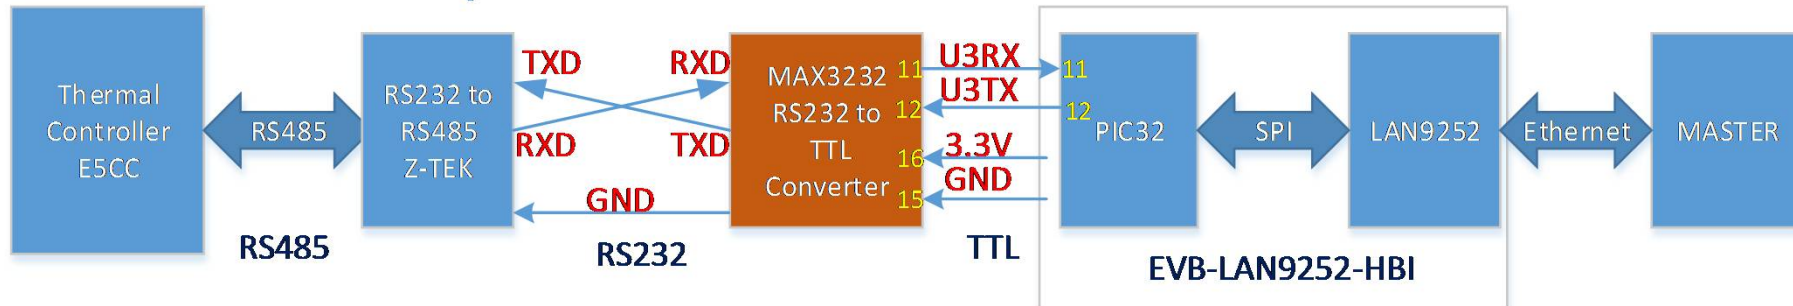 Thermal
Controller
E5CC
RS485
RS232 to
RS485
Z-TEK
TXD
RXD
RXD
TXD
GND
MAX3232
RS232 to
TTL
Converter
11
12
16
15
U3RX
U3TX
3.3V
GND
11
12
PIC32
SPI
LAN9252
Ethernet
MASTER
RS485
RS232
TTL
EVB-LAN9252-HBI